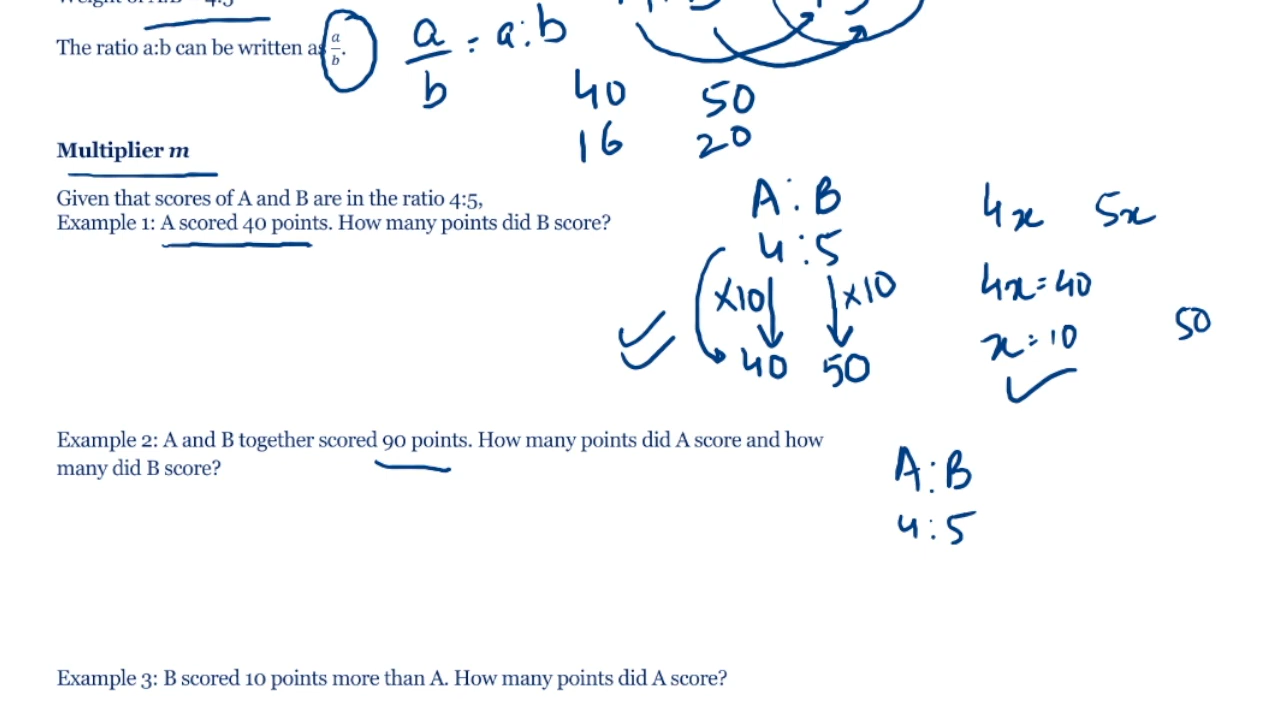 The ratio a:b can be written as a/b.
a/b = a:b
40 50
16 20
Multiplier m
Given that scores of A and B are in the ratio 4:5,
Example 1: A scored 40 points. How many points did B score?
A:B
4:5
×10 ×10
40 50
4x 5x
4x=40
x=10
50
Example 2: A and B together scored 90 points. How many points did A score and how
many did B score?
A:B
4:5
Example 3: B scored 10 points more than A. How many points did A score?